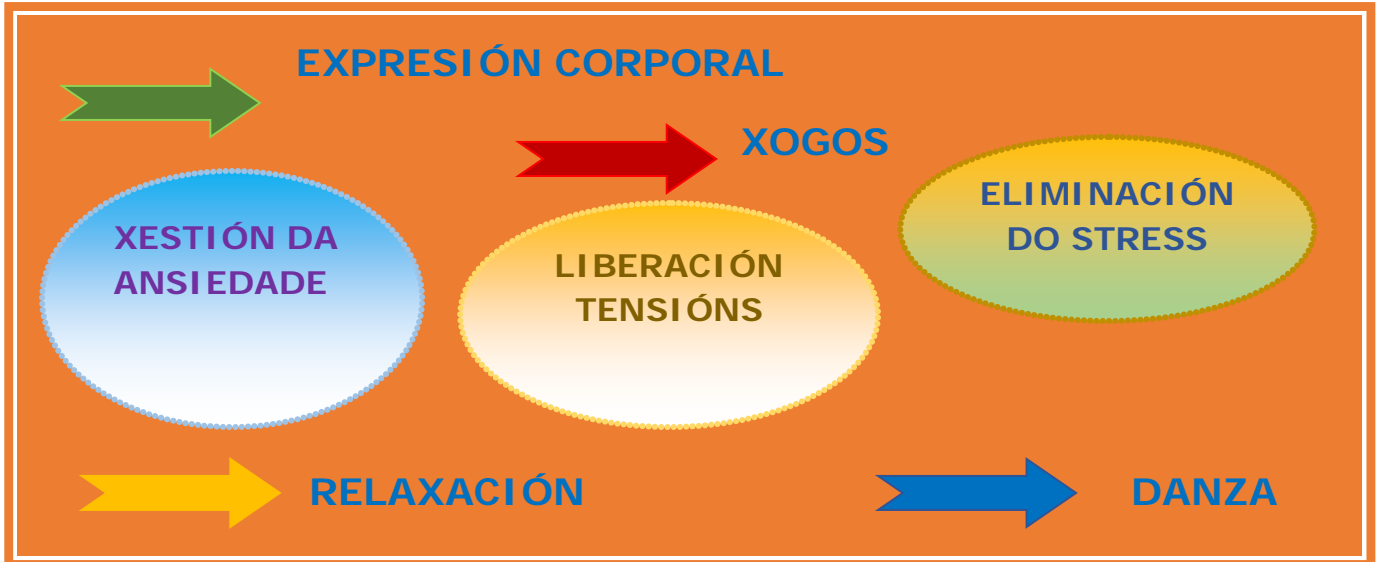 EXPRESIÓN CORPORAL
XOGOS
XESTIÓN DA
ANSIEDADE
LIBERACIÓN
TENSIÓNS
ELIMINACIÓN
DO STRESS
RELAXACIÓN
DANZA